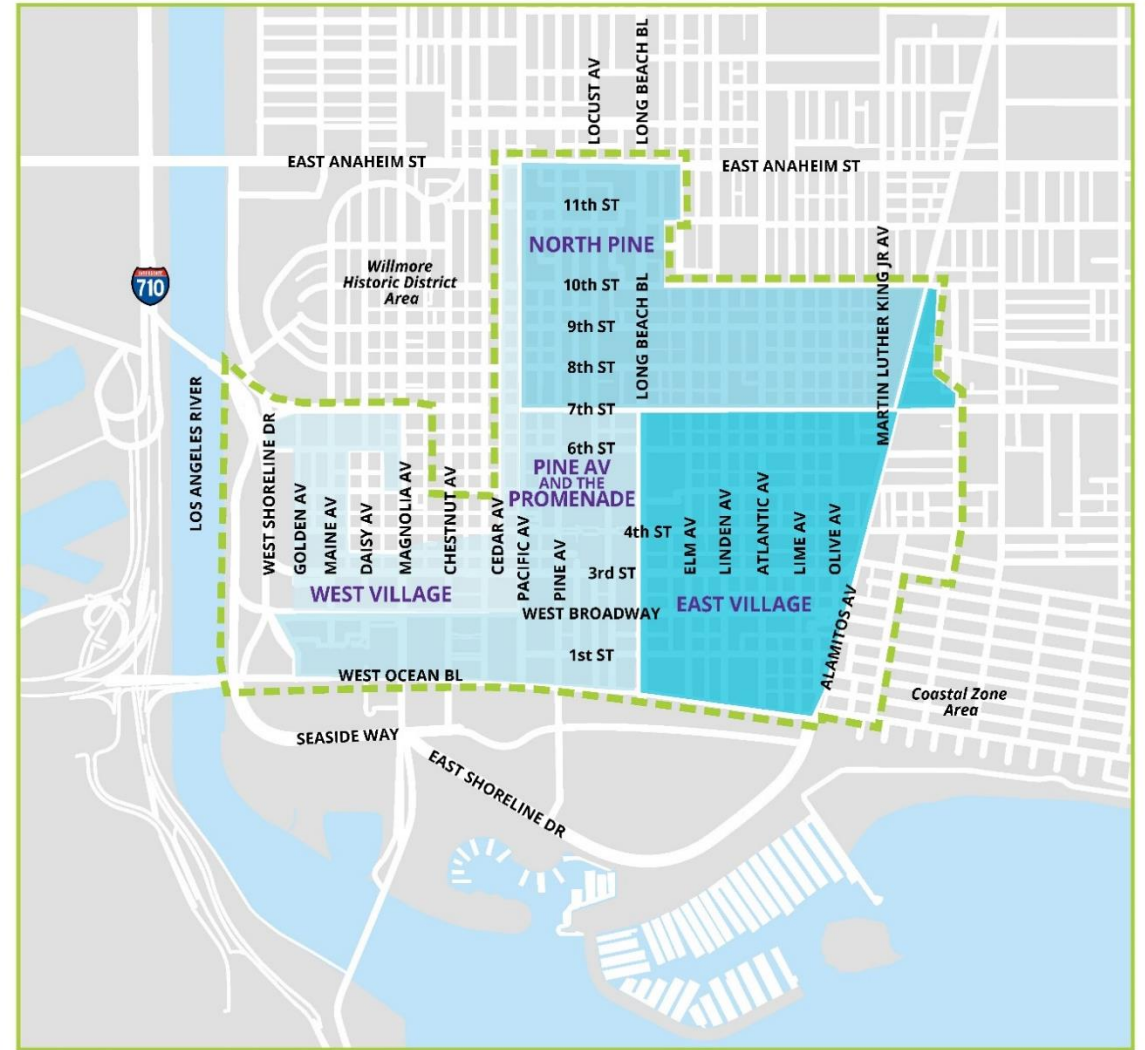 LOCUST AV
LONG BEACH BL
EAST ANAHEIM ST
EAST ANAHEIM ST
11th ST
NORTH PINE
Willmore
Historic District
Area
INTERSTATE
710
10th ST
LONG BEACH BL
MARTIN LUTHER KING JR AV
9th ST
8th ST
7th ST
LOS ANGELES RIVER
WEST SHORELINE DR
6th ST
PINE AV
AND THE
PROMENADE
GOLDEN AV
MAINE AV
DAISY AV
MAGNOLIA AV
CHESTNUT AV
CEDAR AV
PACIFIC AV
PINE AV
4th ST
ELM AV
LINDEN AV
ATLANTIC AV
LIME AV
OLIVE AV
3rd ST
WEST VILLAGE
WEST BROADWAY
EAST VILLAGE
1st ST
ALAMITOS AV
WEST OCEAN BL
Coastal Zone
Area
SEASIDE WAY
EAST SHORELINE DR